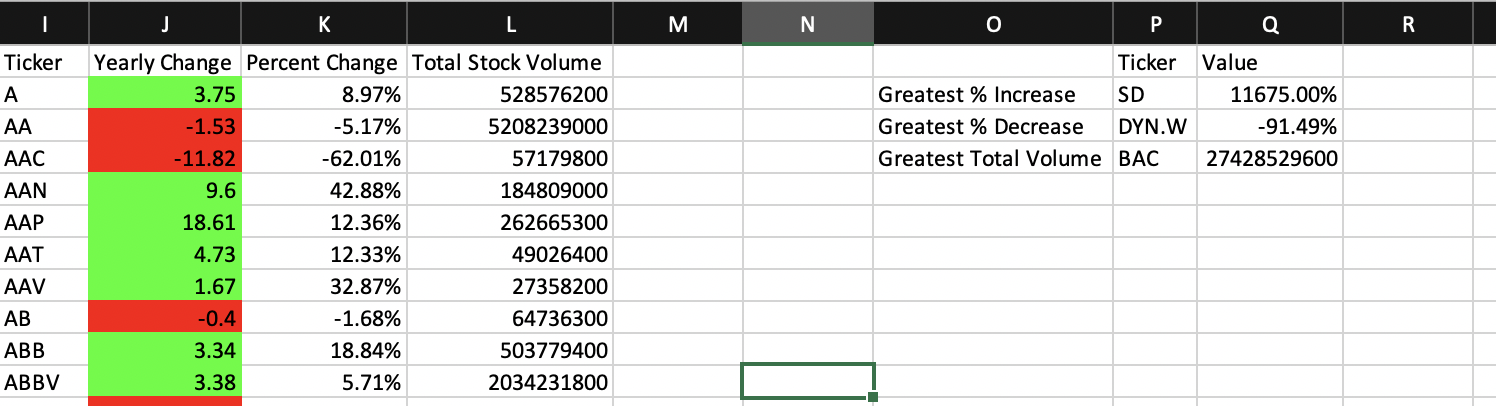 I J K L M N O P Q R
Ticker Yearly Change Percent Change Total Stock Volume Ticker Value
A 3.75 8.97% 528576200 Greatest % Increase SD 11675.00%
AA -1.53 -5.17% 5208239000 Greatest % Decrease DYN.W -91.49%
AAC -11.82 -62.01% 57179800 Greatest Total Volume BAC 27428529600
AAN 9.6 42.88% 184809000
AAP 18.61 12.36% 262665300
AAT 4.73 12.33% 49026400
AAV 1.67 32.87% 27358200
AB -0.4 -1.68% 64736300
ABB 3.34 18.84% 503779400
ABBV 3.38 5.71% 2034231800